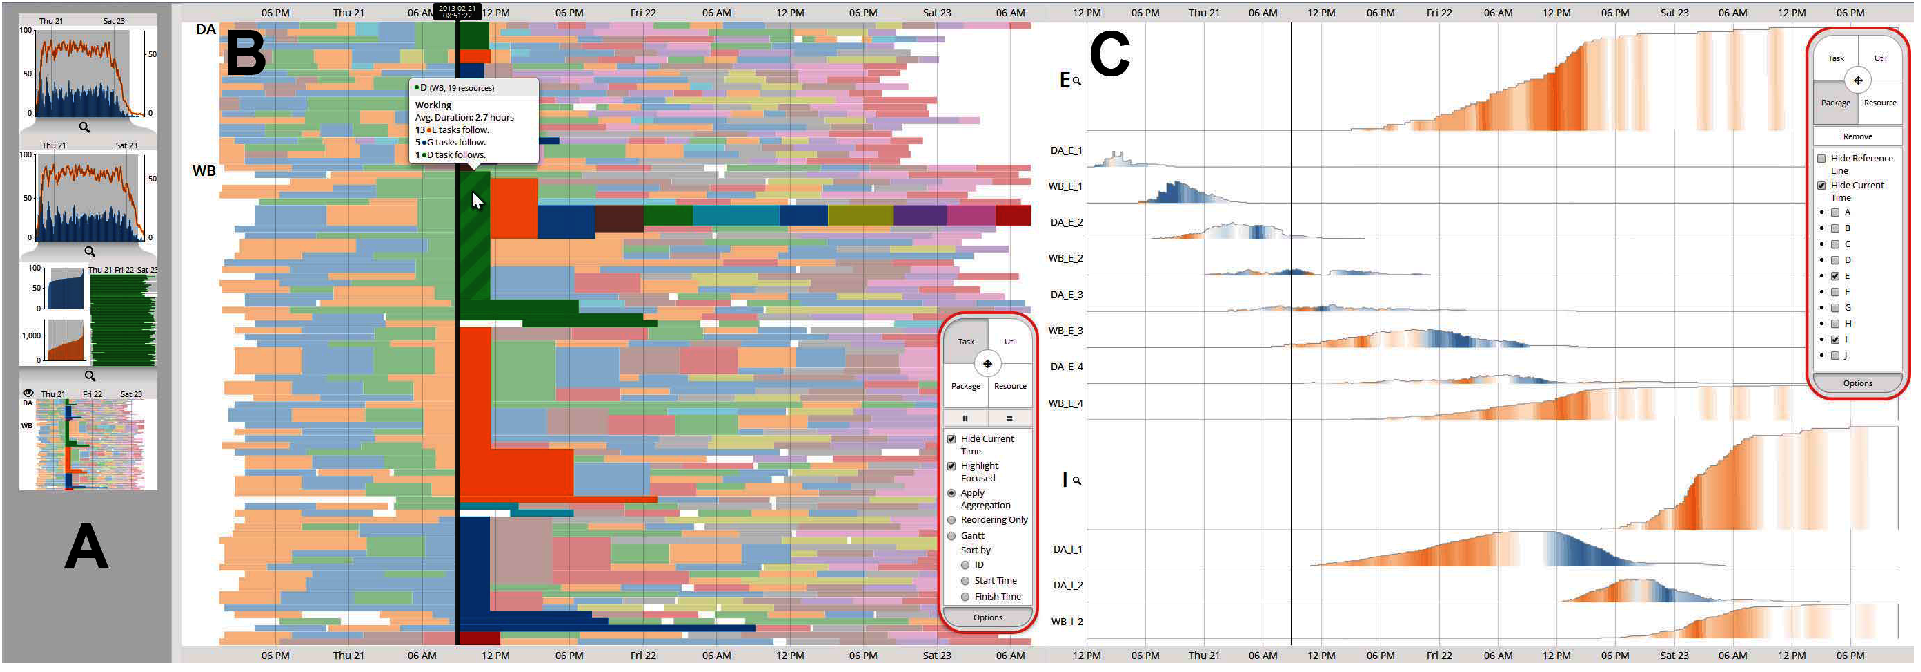 Thu 21 Sat 23
100
50
50
0 0
Thu 21 Sat 23
100
50
50
0 0
100 Thu 21 Fri 22 Sat 23
50
0
1,000
0
Thu 21 Fri 22 Sat 23
DA
WB
A
06 PM Thu 21 06 AM 12 PM 06 PM Fri 22 06 AM 12 PM 06 PM Sat 23 06 AM
2013-02-21
DA
B
D (WB, 19 resources)
Working
Avg. Duration: 2.7 hours
13 L tasks follow.
5 G tasks follow.
1 D task follows.
WB
Task Util
Package Resource
Hide Current
Time
Highlight
Focused
Apply
Aggregation
Reordering Only
Gantt
Sort by
ID
Start Time
Finish Time
Options
06 PM Thu 21 06 AM 12 PM 06 PM Fri 22 06 AM 12 PM 06 PM Sat 23 06 AM
12 PM 06 PM Thu 21 06 AM 12 PM 06 PM Fri 22 06 AM 12 PM 06 PM Sat 23 06 AM 12 PM 06 PM
C
E
DA_E_1
WB_E_1
DA_E_2
WB_E_2
DA_E_3
WB_E_3
DA_E_4
WB_E_4
I
DA_I_1
DA_I_2
WB_I_2
Task Util
Package Resource
Remove
Hide Reference
Line
Hide Current
Time
A
B
C
D
E
F
G
H
I
J
Options
12 PM 06 PM Thu 21 06 AM 12 PM 06 PM Fri 22 06 AM 12 PM 06 PM Sat 23 06 AM 12 PM 06 PM